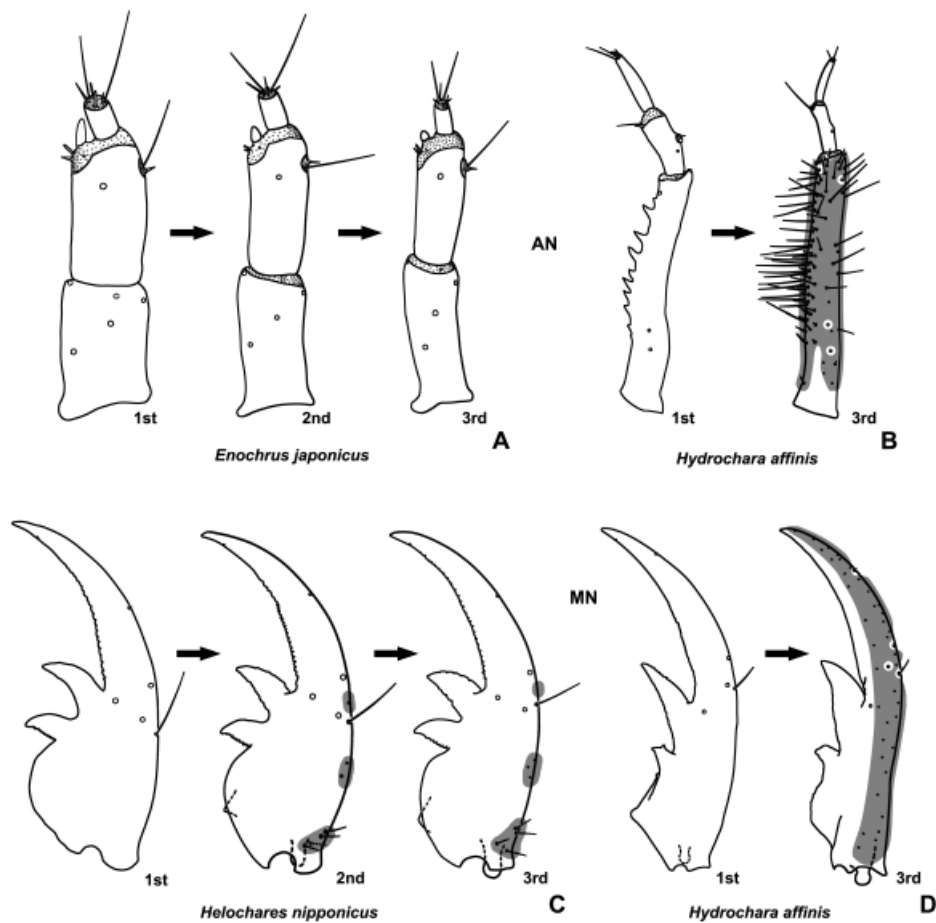 AN
1st
2nd
3rd
A
1st
3rd
B
Enochrus japonicus
Hydrochara affinis
MN
1st
2nd
3rd
C
1st
3rd
D
Helochares nipponicus
Hydrochara affinis